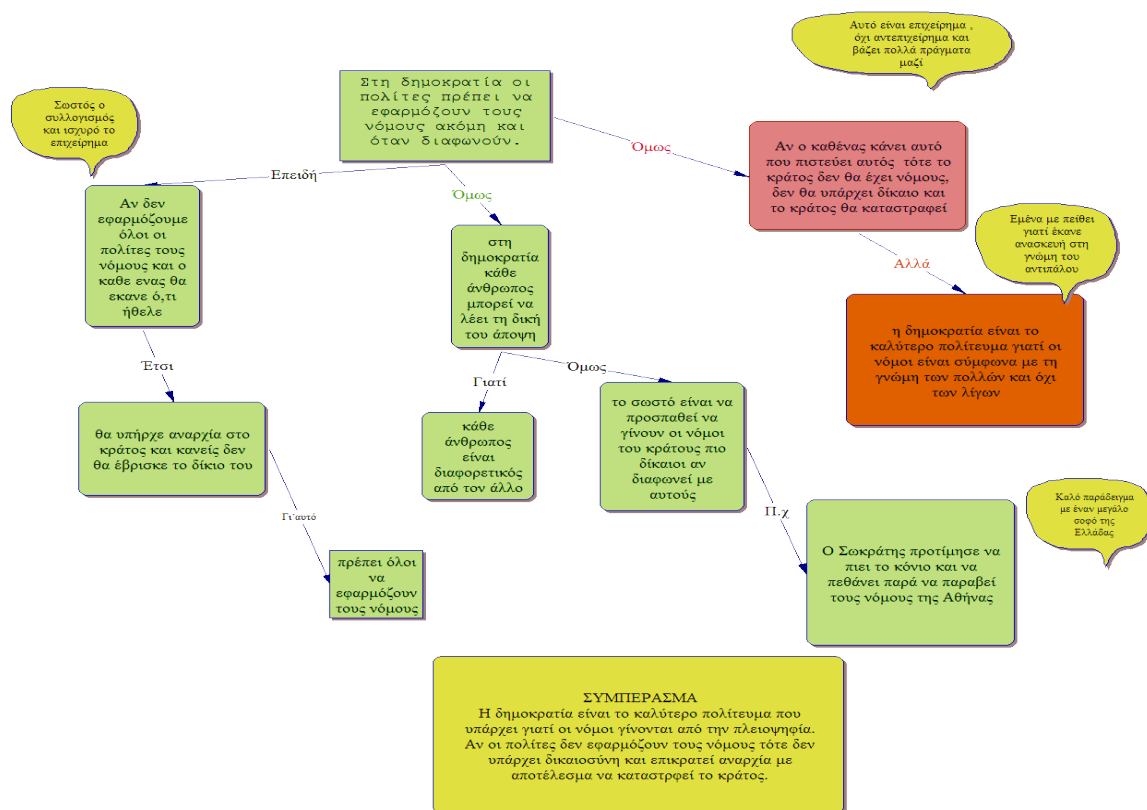 Αυτό είναι επιχείρημα ,
όχι αντεπιχείρημα και
βάζει πολλά πράγματα
μαζί
Στη δημοκρατία οι
πολίτες πρέπει να
εφαρμόζουν τους
νόμους ακόμη και
όταν διαφωνούν.
Σωστός ο
συλλογισμός
και ισχυρό το
επιχείρημα
Όμως
Αν ο καθένας κάνει αυτό
που πιστεύει αυτός τότε το
κράτος δεν θα έχει νόμους,
δεν θα υπάρχει δίκαιο και
το κράτος θα καταστραφεί
Επειδή
Όμως
Αν δεν
εφαρμόζουμε
όλοι οι
πολίτες τους
νόμους και ο
καθε ενας θα
εκανε ό,τι
ήθελε
στη
δημοκρατία
κάθε
άνθρωπος
μπορεί να
λέει τη δική
του άποψη
Εμένα με πείθει
γιατί έκανε
ανασκευή στη
γνώμη του
αντιπάλου
Αλλά
η δημοκρατία είναι το
καλύτερο πολίτευμα γιατί οι
νόμοι είναι σύμφωνα με τη
γνώμη των πολλών και όχι
των λίγων
Έτσι
Γιατί
Όμως
θα υπήρχε αναρχία στο
κράτος και κανείς δεν
θα έβρισκε το δίκιο του
κάθε
άνθρωπος
είναι
διαφορετικός
από τον άλλο
το σωστό είναι να
προσπαθεί να
γίνουν οι νόμοι
του κράτους πιο
δίκαιοι αν
διαφωνεί με
αυτούς
Γι΄αυτό
Π.χ
Καλό παράδειγμα
με έναν μεγάλο
σοφό της
Ελλάδας
πρέπει όλοι
να
εφαρμόζουν
τους νόμους
Ο Σωκράτης προτίμησε να
πιει το κόνιο και να
πεθάνει παρά να παραβεί
τους νόμους της Αθήνας
ΣΥΜΠΕΡΑΣΜΑ
Η δημοκρατία είναι το καλύτερο πολίτευμα που
υπάρχει γιατί οι νόμοι γίνονται από την πλειοψηφία.
Αν οι πολίτες δεν εφαρμόζουν τους νόμους τότε δεν
υπάρχει δικαιοσύνη και επικρατεί αναρχία με
αποτέλεσμα να καταστρφεί το κράτος.